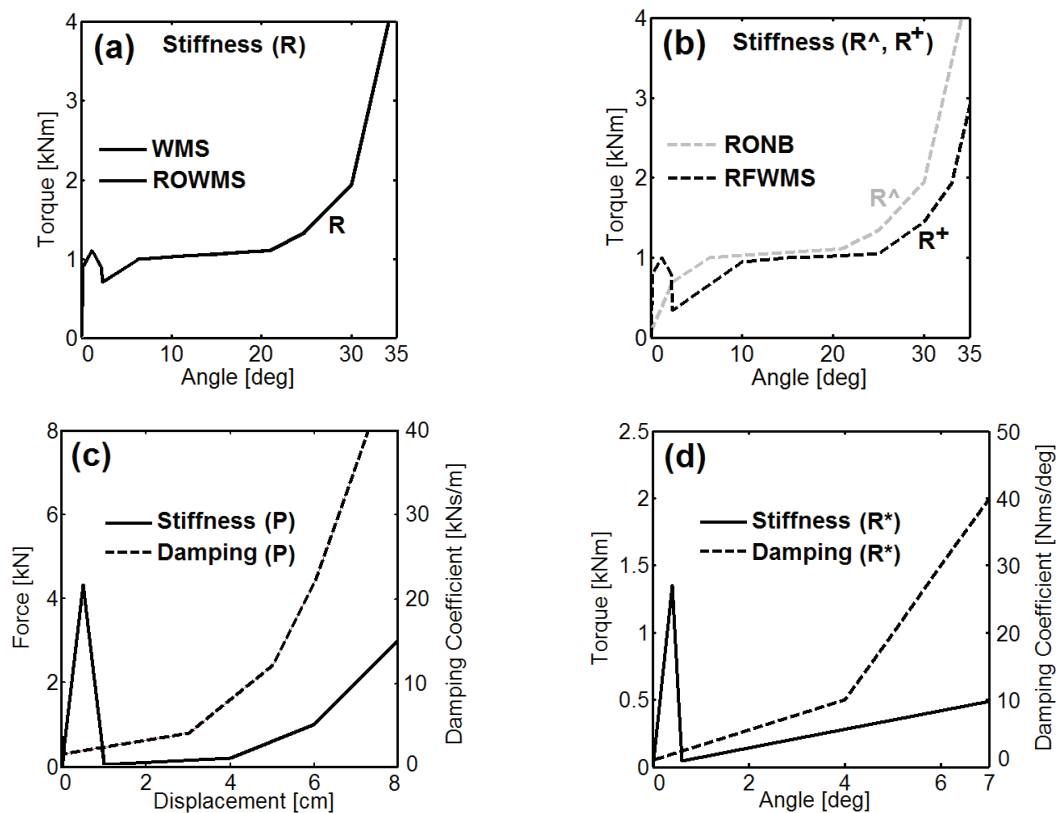 (a) Stiffness (R)
4
3
2
1
0
Torque [kNm]
WMS
ROWMS
R
0 10 20 30 35
Angle [deg]
(b) Stiffness (R^, R+)
4
3
2
1
0
Torque [kNm]
RONB
RFWMS
R^
R+
0 10 20 30 35
Angle [deg]
(c)
8
6
4
2
0
Force [kN]
Stiffness (P)
Damping (P)
40
30
20
10
0
Damping Coefficient [kNs/m]
0 2 4 6 8
Displacement [cm]
(d)
2.5
2
1.5
1
0.5
0
Torque [kNm]
Stiffness (R*)
Damping (R*)
50
40
30
20
10
0
Damping Coefficient [Nms/deg]
0 2 4 6 7
Angle [deg]